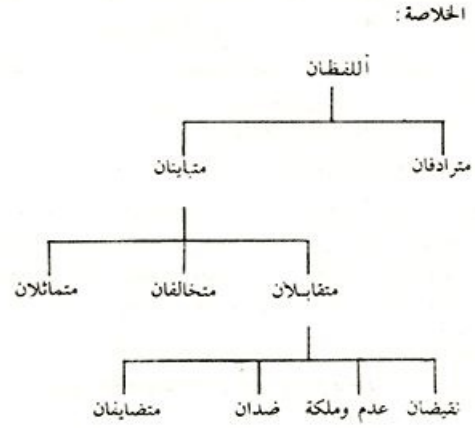 الخلاصة :
أللفظان
مترادفان متباينان
متقابلان متخالفان متماثلان
نقيضان عدم وملكة ضدان متضايفان